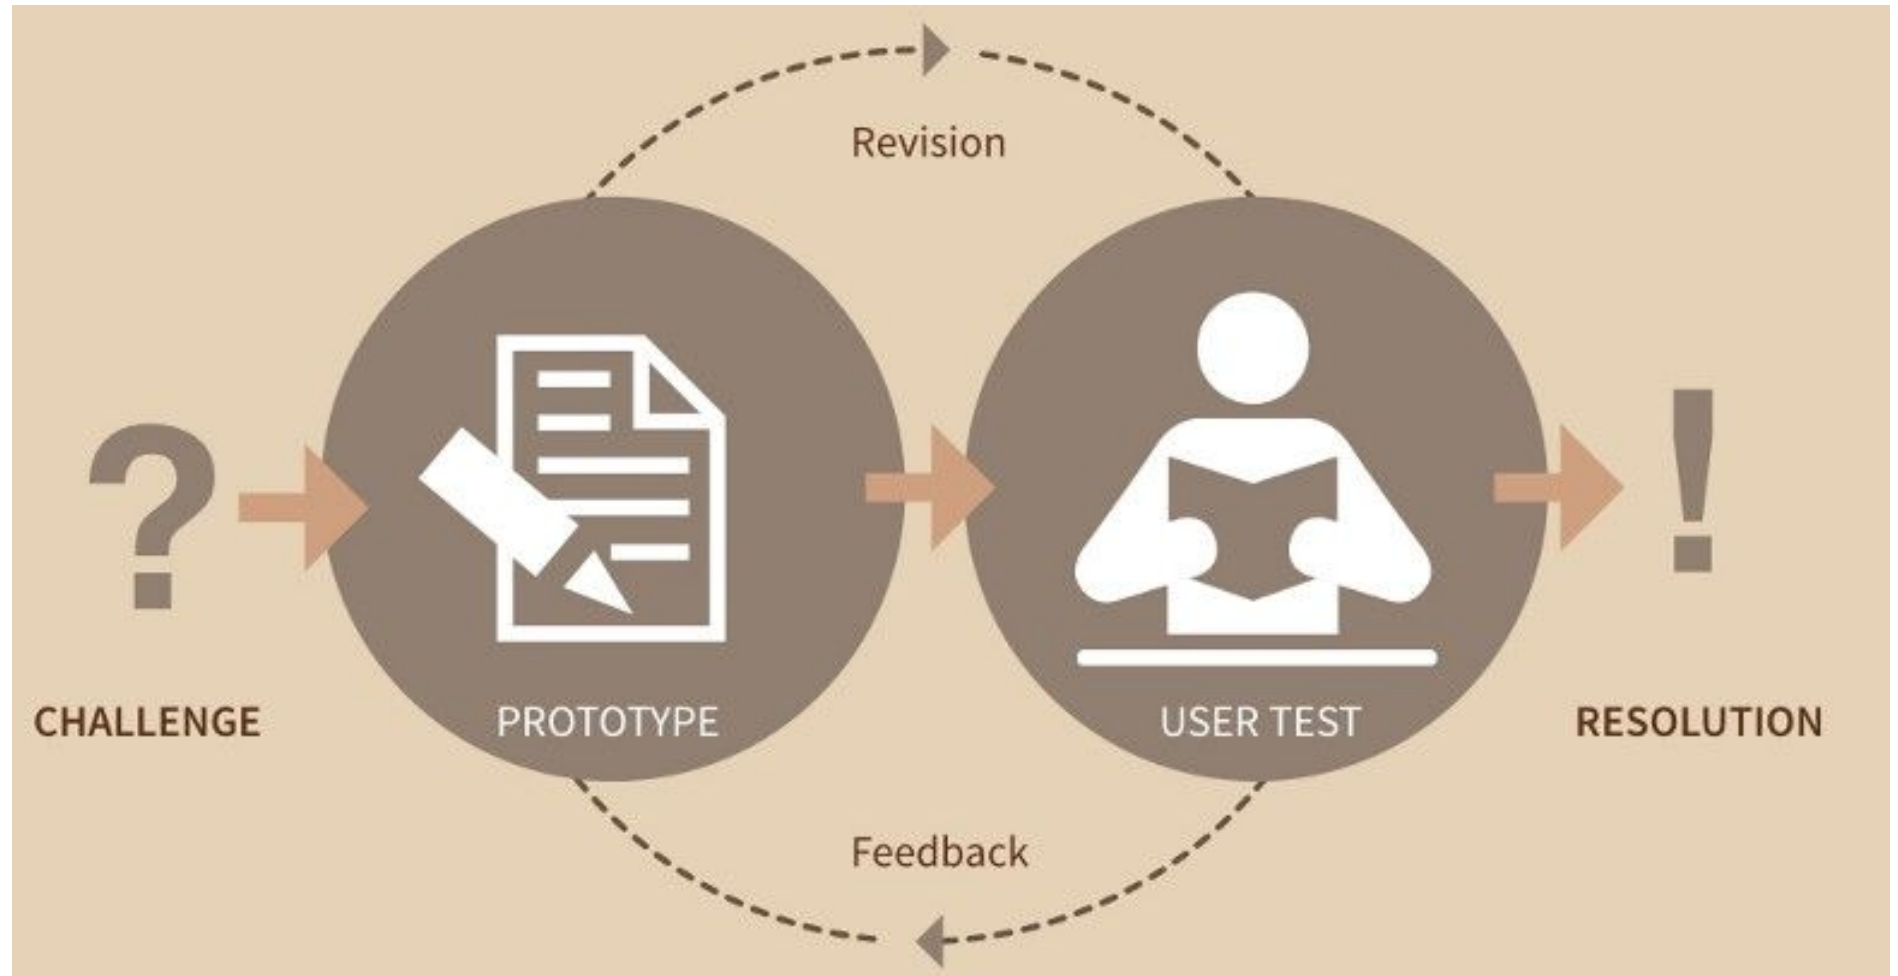 Revision
?
!
CHALLENGE
PROTOTYPE
USER TEST
RESOLUTION
Feedback